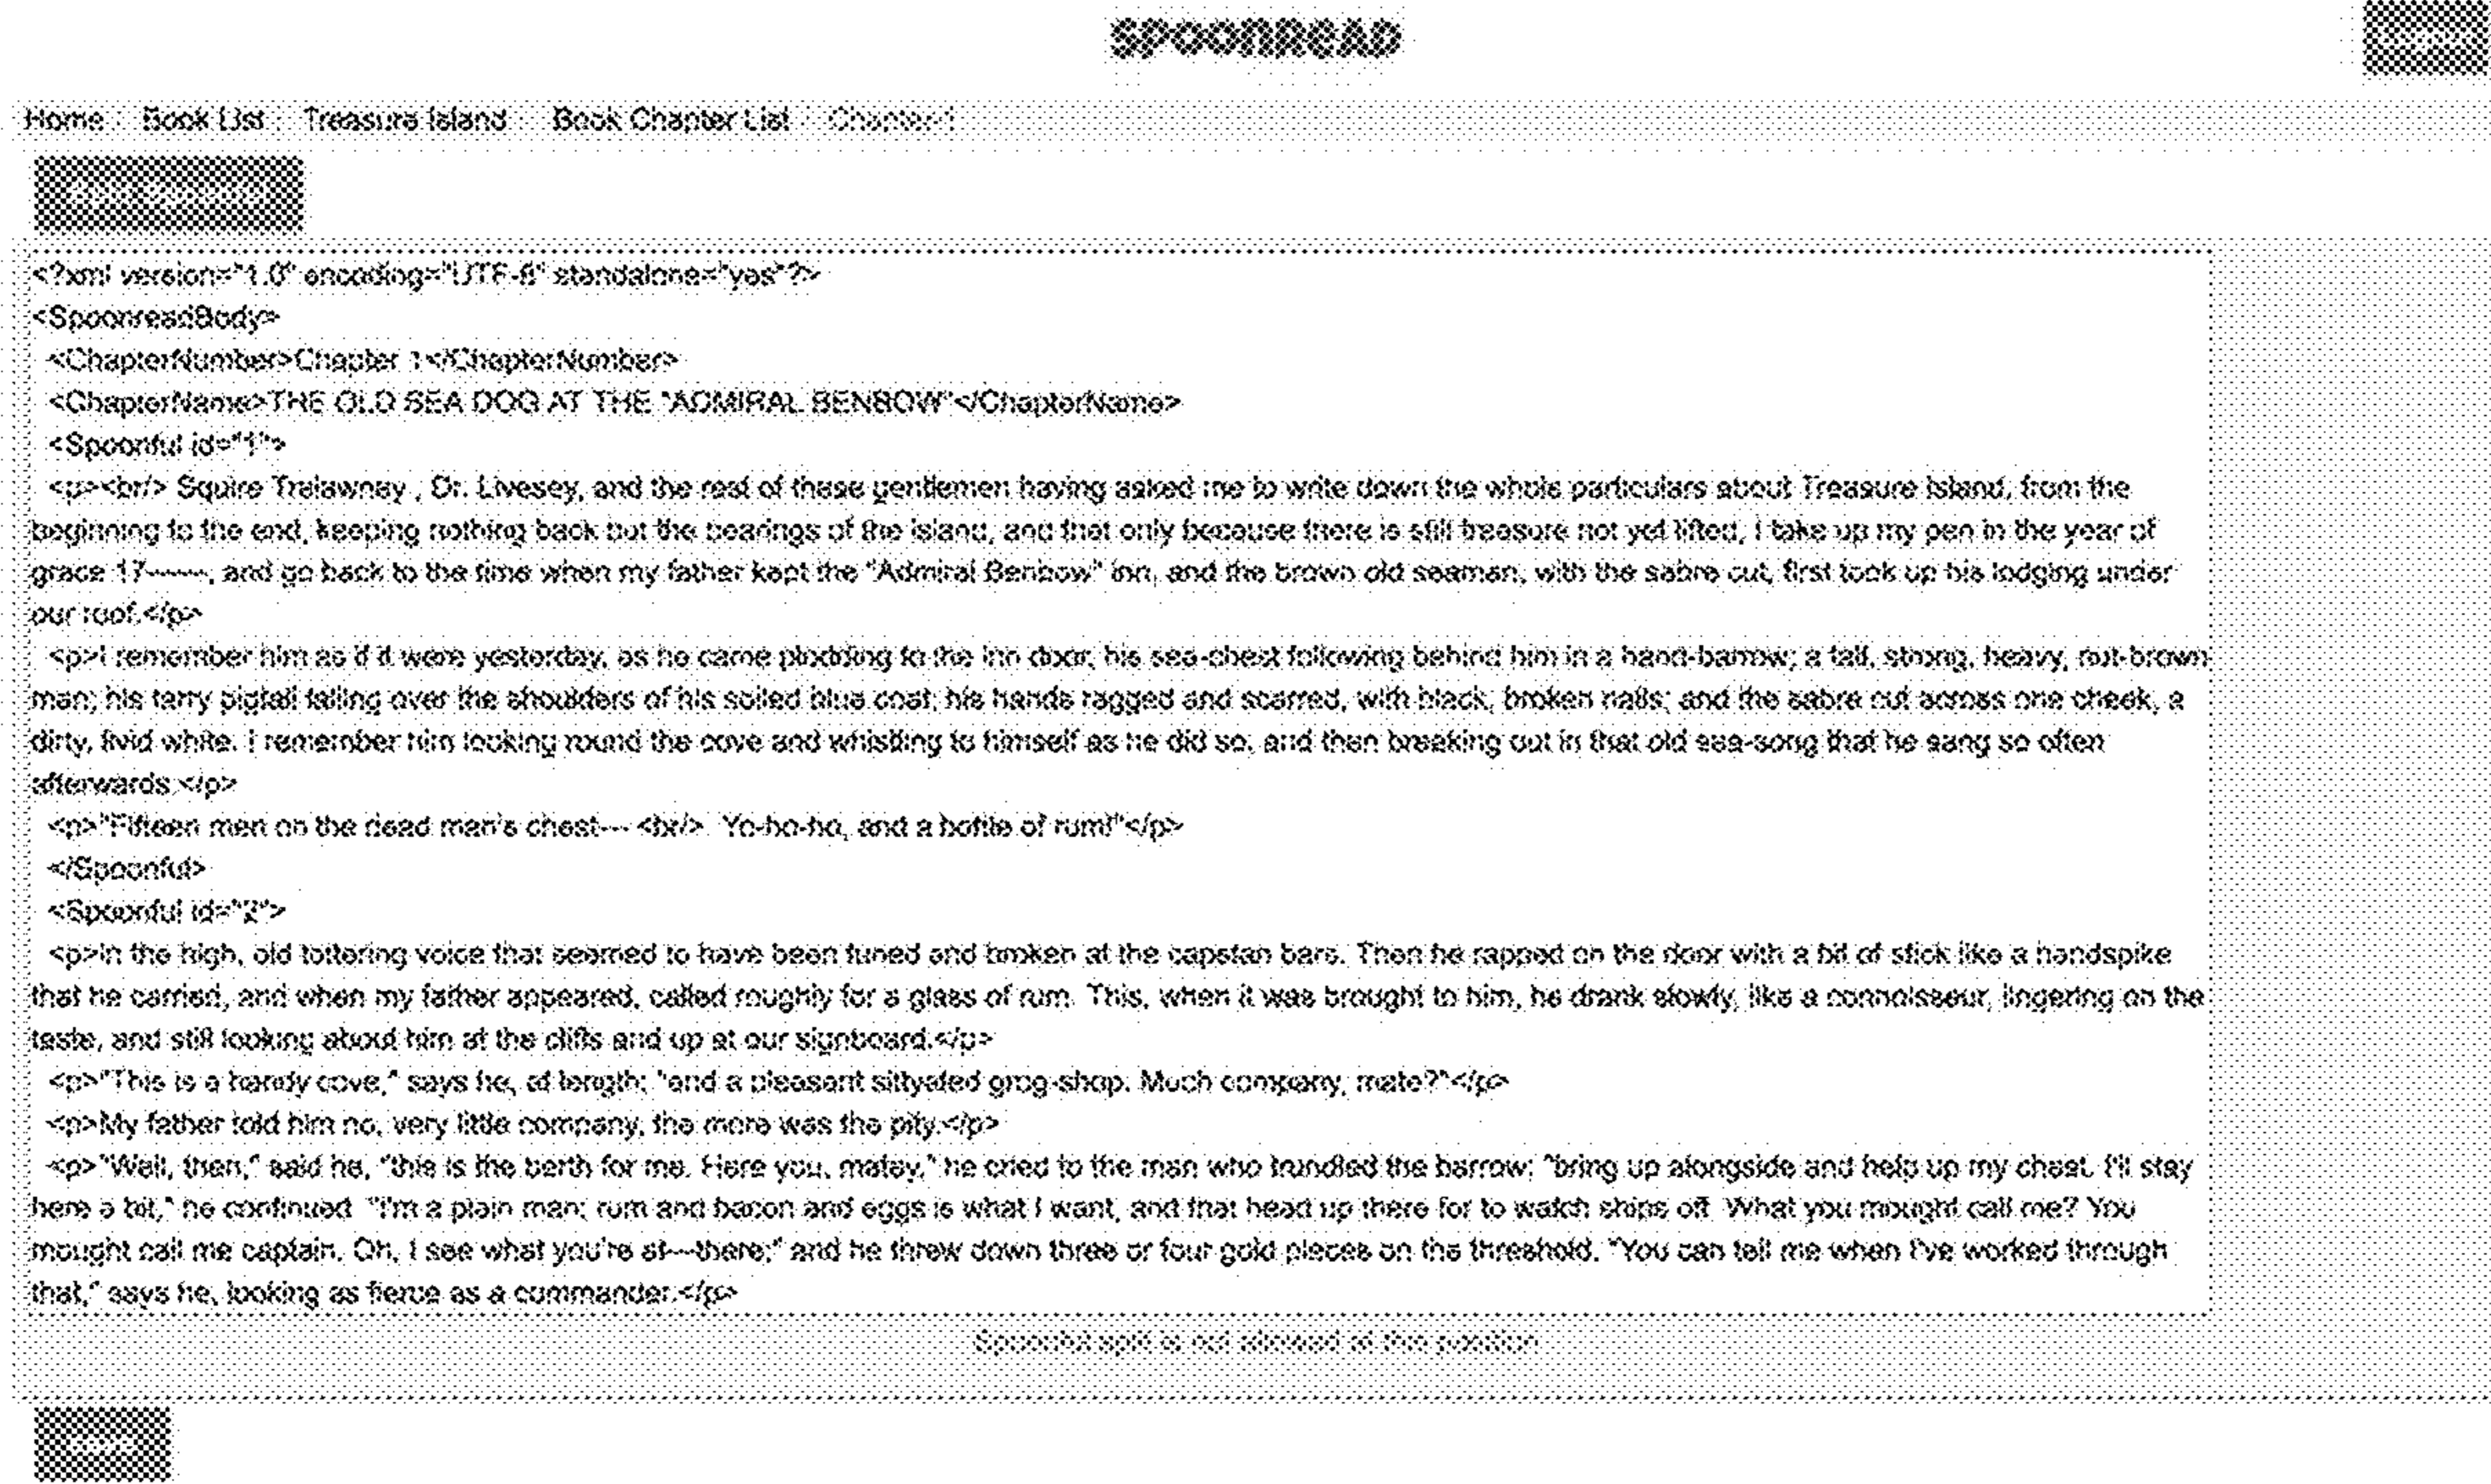 SPOONREAD
Home Book List Treasure Island Book Chapter List Chapter 1
<?xml version="1.0" encoding="UTF-8" standalone="yes"?>
<SpoonreadBody>
<ChapterNumber>Chapter 1</ChapterNumber>
<ChapterName>THE OLD SEA DOG AT THE "ADMIRAL BENBOW"</ChapterName>
<Spoonful id="1">
<p><br/> Squire Trelawney , Dr. Livesey, and the rest of these gentlemen having asked me to write down the whole particulars about Treasure Island, from the
beginning to the end, keeping nothing back but the bearings of the island, and that only because there is still treasure not yet lifted, I take up my pen in the year of
grace 17——, and go back to the time when my father kept the "Admiral Benbow" inn, and the brown old seaman, with the sabre cut, first took up his lodging under
our roof.</p>
<p>I remember him as if it were yesterday, as he came plodding to the inn door, his sea-chest following behind him in a hand-barrow; a tall, strong, heavy, nut-brown
man; his tarry pigtail falling over the shoulders of his soiled blue coat; his hands ragged and scarred, with black, broken nails; and the sabre cut across one cheek, a
dirty, livid white. I remember him looking round the cove and whistling to himself as he did so, and then breaking out in that old sea-song that he sang so often
afterwards:</p>
<p>"Fifteen men on the dead man's chest— <br/> Yo-ho-ho, and a bottle of rum!"</p>
</Spoonful>
<Spoonful id="2">
<p>in the high, old tottering voice that seemed to have been tuned and broken at the capstan bars. Then he rapped on the door with a bit of stick like a handspike
that he carried, and when my father appeared, called roughly for a glass of rum. This, when it was brought to him, he drank slowly, like a connoisseur, lingering on the
taste, and still looking about him at the cliffs and up at our signboard.</p>
<p>"This is a handy cove," says he, at length; "and a pleasant sittyated grog-shop. Much company, mate?"</p>
<p>My father told him no, very little company, the more was the pity.</p>
<p>"Well, then," said he, "this is the berth for me. Here you, matey," he cried to the man who trundled the barrow; "bring up alongside and help up my chest. I'll stay
here a bit," he continued. "I'm a plain man; rum and bacon and eggs is what I want, and that head up there for to watch ships off. What you mought call me? You
mought call me captain. Oh, I see what you're at—there;" and he threw down three or four gold pieces on the threshold. "You can tell me when I've worked through
that," says he, looking as fierce as a commander.</p>
Spoonful split is not allowed at this position